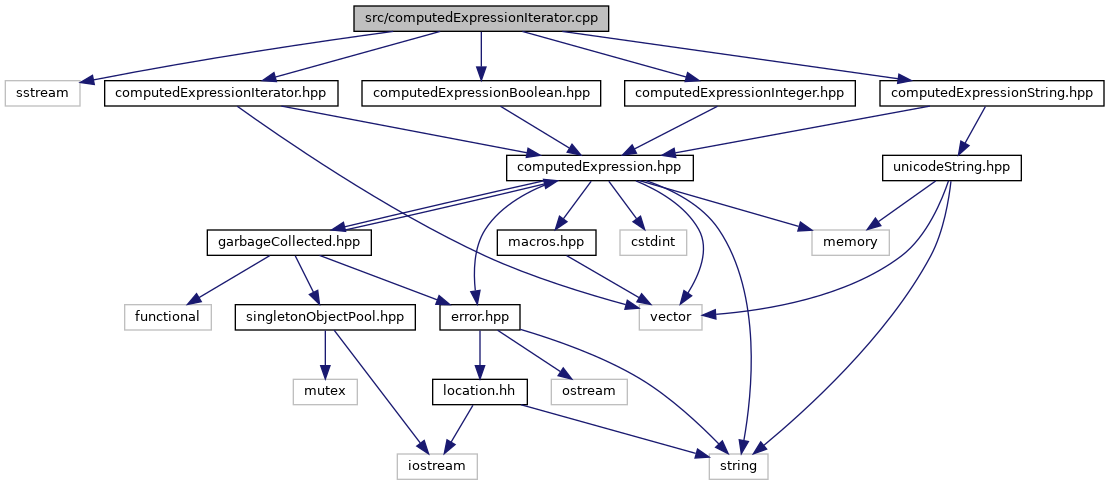 src/computedExpressionIterator.cpp
sstream
computedExpressionIterator.hpp
computedExpressionBoolean.hpp
computedExpressionInteger.hpp
computedExpressionString.hpp
computedExpression.hpp
unicodeString.hpp
garbageCollected.hpp
macros.hpp
cstdint
memory
functional
singletonObjectPool.hpp
error.hpp
vector
mutex
location.hh
ostream
iostream
string